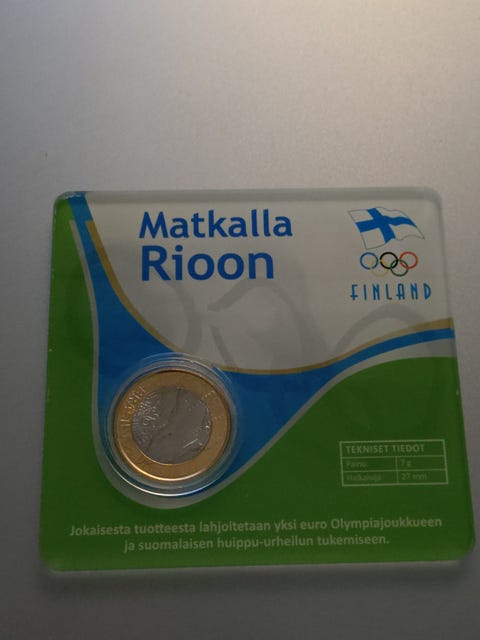 Matkalla
Rioon
FINLAND
TEKNISET TIEDOT
Paino: 7 g
Halkaisija: 27 mm
Jokaisesta tuotteesta lahjoitetaan yksi euro Olympiajoukkueen
ja suomalaisen huippu-urheilun tukemiseen.